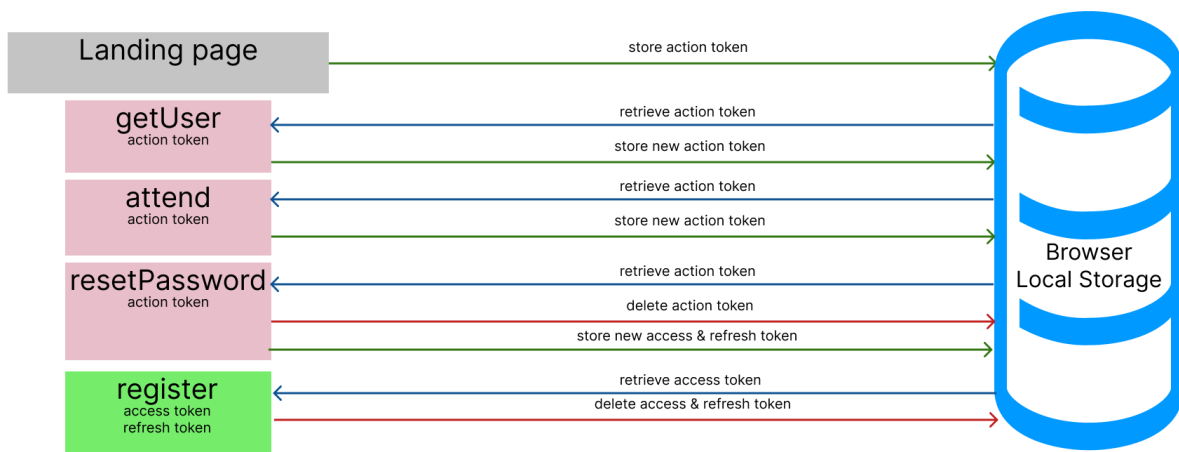 Landing page
store action token
getUser
action token
retrieve action token
store new action token
attend
action token
retrieve action token
store new action token
resetPassword
action token
retrieve action token
delete action token
store new access & refresh token
register
access token
refresh token
retrieve access token
delete access & refresh token
Browser
Local Storage